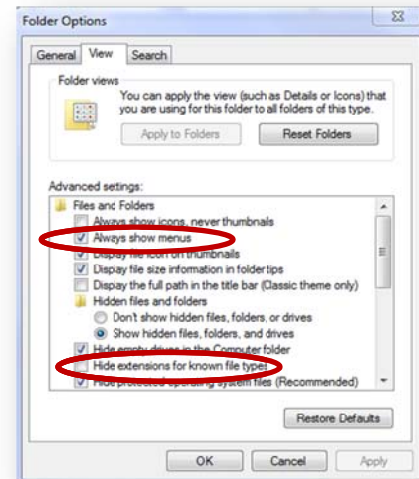 Folder Options
General View Search
Folder views
You can apply the view (such as Details or Icons) that
you are using for this folder to all folders of this type.
Apply to Folders Reset Folders
Advanced settings:
Files and Folders
Always show icons, never thumbnails
Always show menus
Display file icon on thumbnails
Display file size information in folder tips
Display the full path in the title bar (Classic theme only)
Hidden files and folders
Don't show hidden files, folders, or drives
Show hidden files, folders, and drives
Hide empty drives in the Computer folder
Hide extensions for known file types
Hide protected operating system files (Recommended)
Restore Defaults
OK Cancel Apply